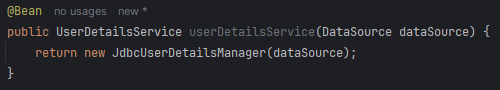 @Bean no usages new *
public UserDetailsService userDetailsService(DataSource dataSource) {
    return new JdbcUserDetailsManager(dataSource);
}